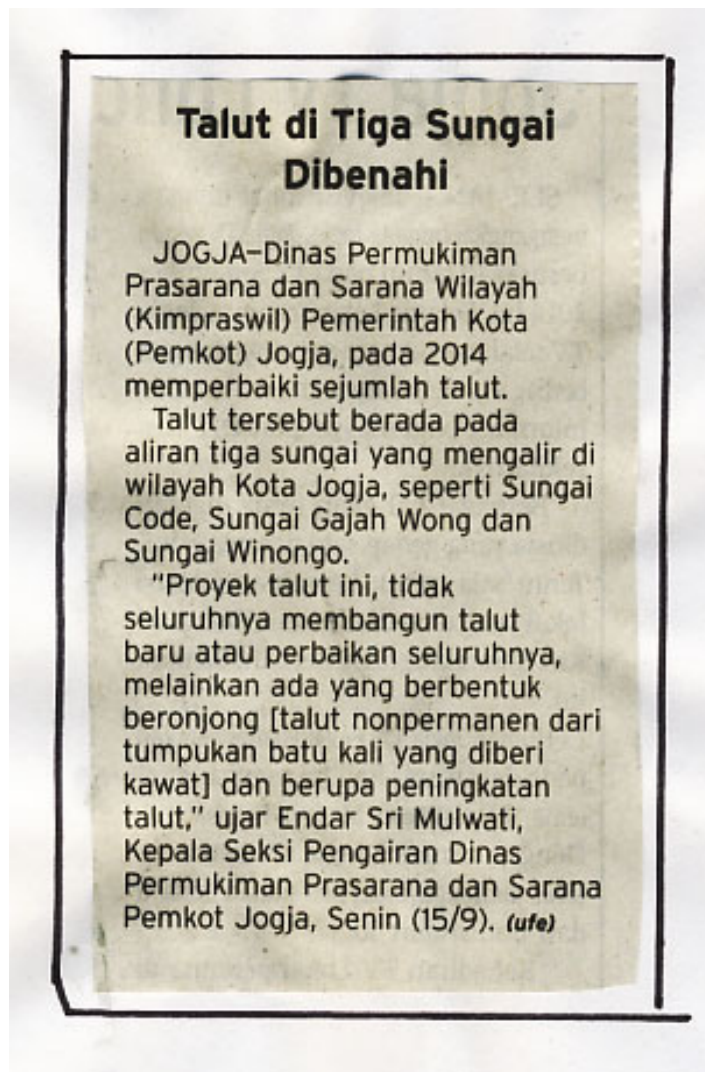 Talut di Tiga Sungai
Dibenahi
JOGJA–Dinas Permukiman
Prasarana dan Sarana Wilayah
(Kimpraswil) Pemerintah Kota
(Pemkot) Jogja, pada 2014
memperbaiki sejumlah talut.
Talut tersebut berada pada
aliran tiga sungai yang mengalir di
wilayah Kota Jogja, seperti Sungai
Code, Sungai Gajah Wong dan
Sungai Winongo.
"Proyek talut ini, tidak
seluruhnya membangun talut
baru atau perbaikan seluruhnya,
melainkan ada yang berbentuk
beronjong [talut nonpermanen dari
tumpukan batu kali yang diberi
kawat] dan berupa peningkatan
talut," ujar Endar Sri Mulwati,
Kepala Seksi Pengairan Dinas
Permukiman Prasarana dan Sarana
Pemkot Jogja, Senin (15/9). (ufe)